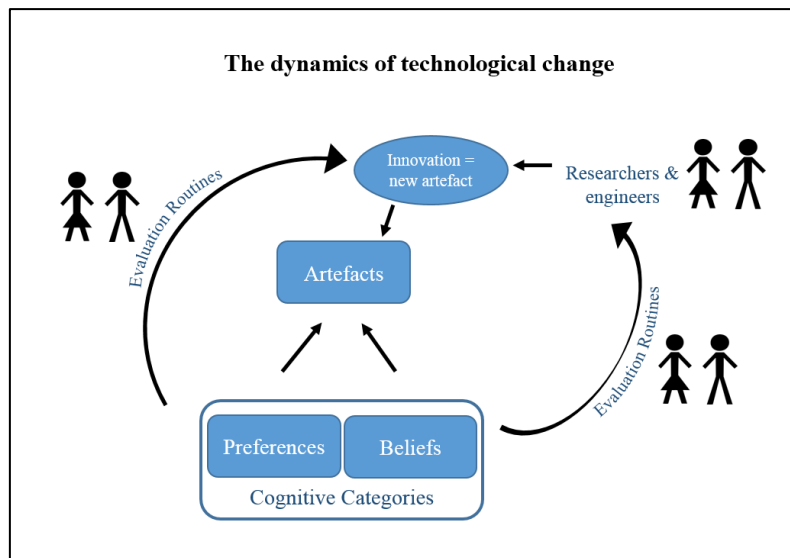 The dynamics of technological change
Innovation =
new artefact
Researchers &
engineers
Evaluation Routines
Artefacts
Evaluation Routines
Preferences
Beliefs
Cognitive Categories